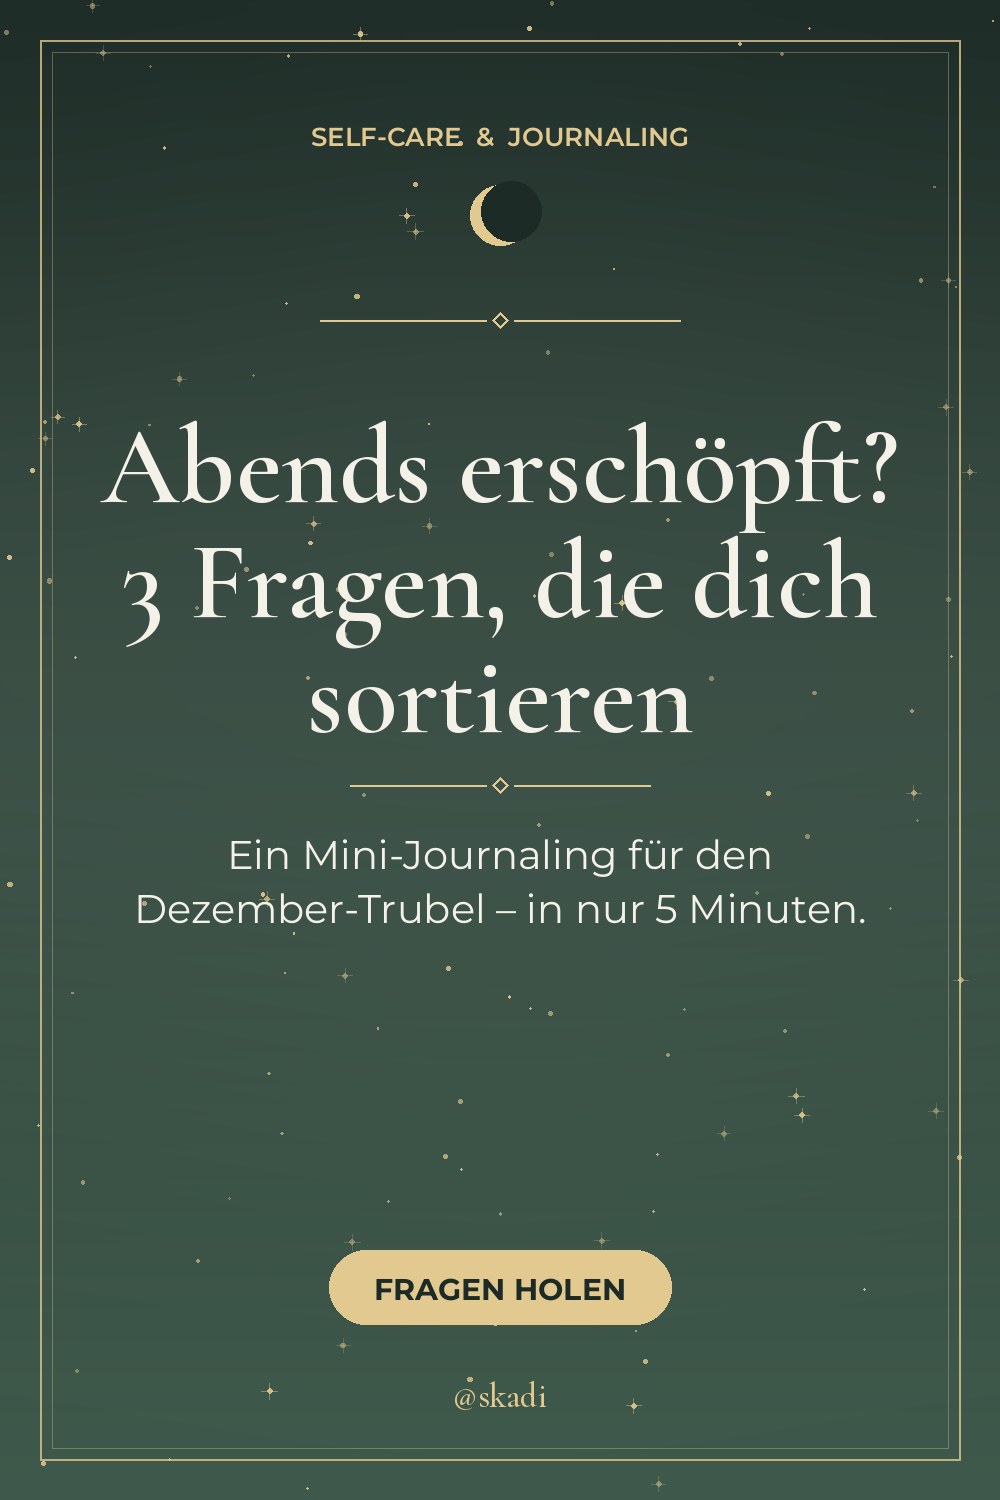 SELF-CARE & JOURNALING
Abends erschöpft?
3 Fragen, die dich
sortieren
Ein Mini-Journaling für den
Dezember-Trubel – in nur 5 Minuten.
FRAGEN HOLEN
@skadi